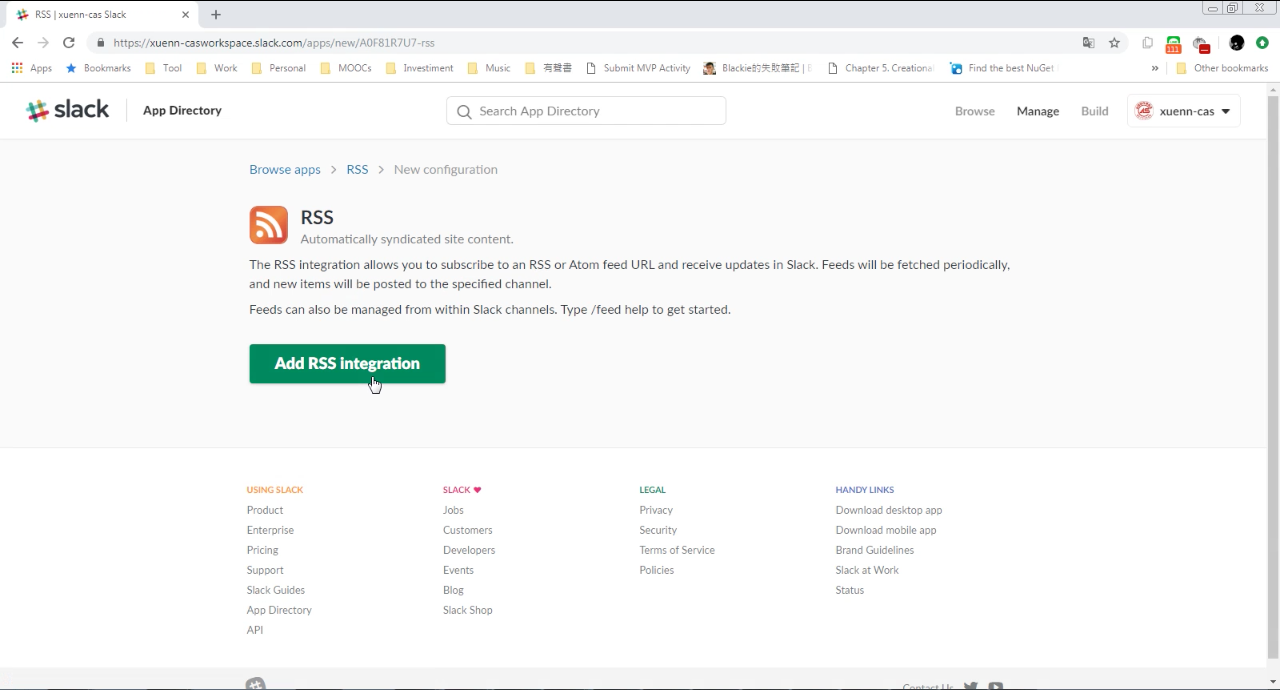 RSS | xuenn-cas Slack
https://xuenn-casworkspace.slack.com/apps/new/A0F81R7U7-rss
111
Apps Bookmarks Tool Work Personal MOOCs Investiment Music 有聲書 Submit MVP Activity Blackie的失敗筆記 | Chapter 5. Creational Find the best NuGet » Other bookmarks
slack App Directory Search App Directory Browse Manage Build xuenn-cas
Browse apps > RSS > New configuration
RSS
Automatically syndicated site content.
The RSS integration allows you to subscribe to an RSS or Atom feed URL and receive updates in Slack. Feeds will be fetched periodically,
and new items will be posted to the specified channel.
Feeds can also be managed from within Slack channels. Type /feed help to get started.
Add RSS integration
USING SLACK
Product
Enterprise
Pricing
Support
Slack Guides
App Directory
API
SLACK ♥
Jobs
Customers
Developers
Events
Blog
Slack Shop
LEGAL
Privacy
Security
Terms of Service
Policies
HANDY LINKS
Download desktop app
Download mobile app
Brand Guidelines
Slack at Work
Status
Contact Us